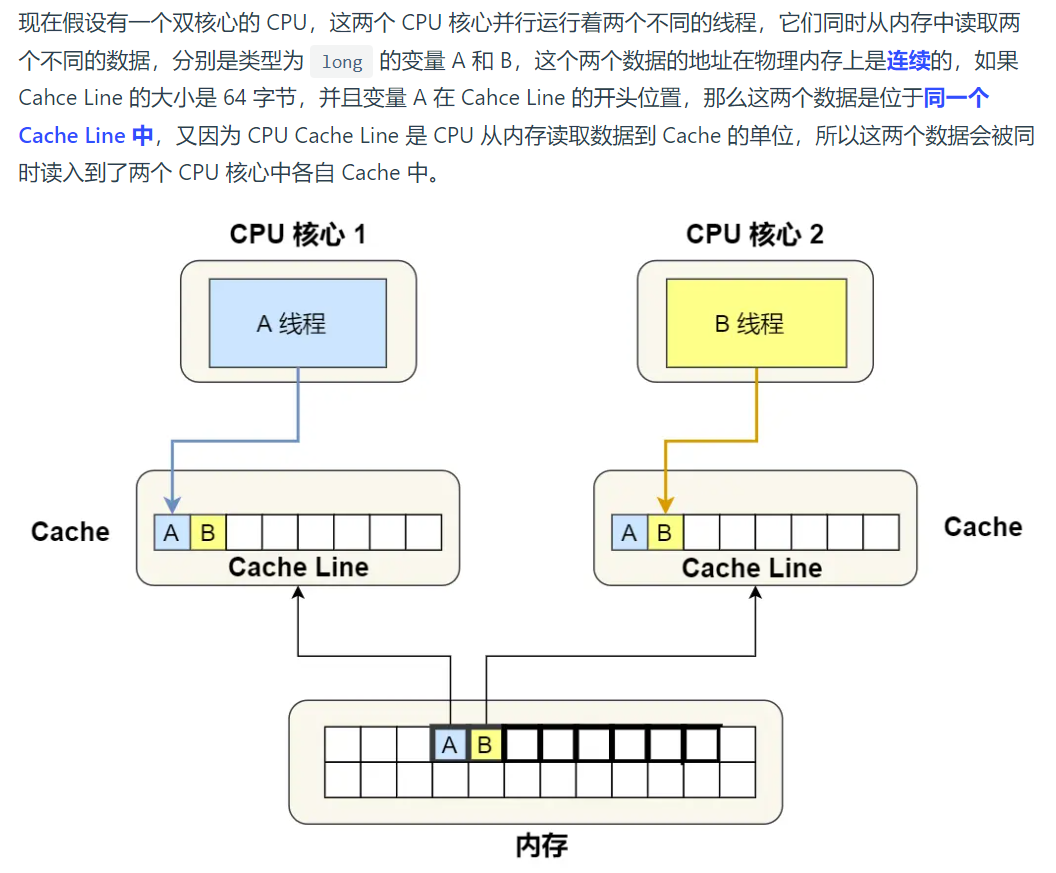 现在假设有一个双核心的 CPU，这两个 CPU 核心并行运行着两个不同的线程，它们同时从内存中读取两
个不同的数据，分别是类型为 long 的变量 A 和 B，这个两个数据的地址在物理内存上是连续的，如果
Cahce Line 的大小是 64 字节，并且变量 A 在 Cahce Line 的开头位置，那么这两个数据是位于同一个
Cache Line 中，又因为 CPU Cache Line 是 CPU 从内存读取数据到 Cache 的单位，所以这两个数据会被同
时读入到了两个 CPU 核心中各自 Cache 中。
CPU 核心 1
CPU 核心 2
A 线程
B 线程
Cache
A B
Cache Line
A B
Cache Line
Cache
A B
内存